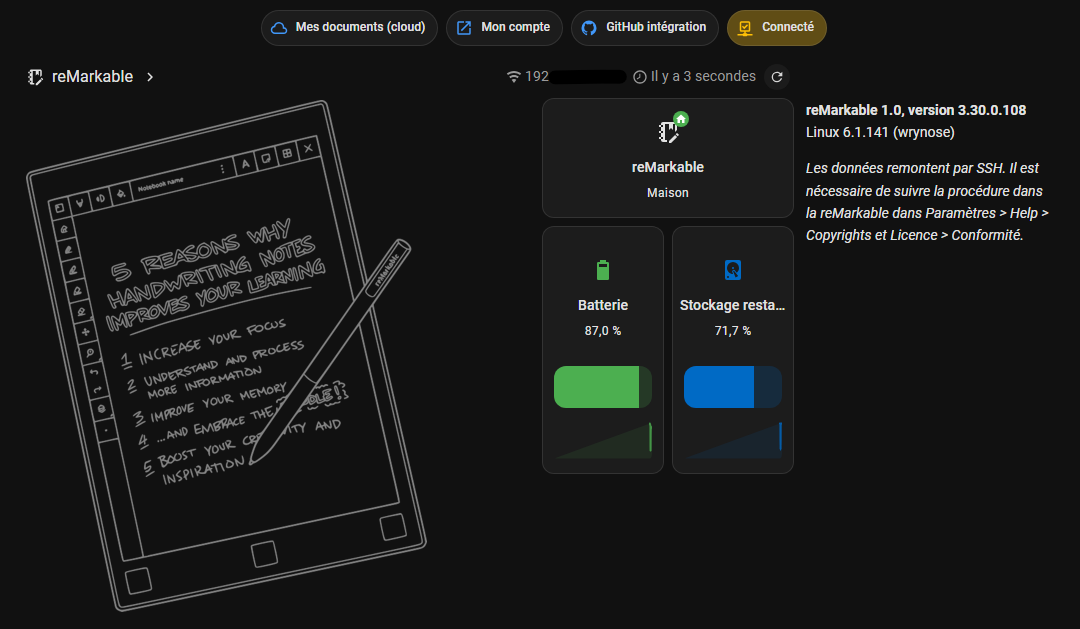 Mes documents (cloud)
Mon compte
GitHub intégration
Connecté
reMarkable
192
Il y a 3 secondes
Notebook name
A
5 REASONS WHY
HANDWRITING NOTES
IMPROVES YOUR LEARNING
1 INCREASE YOUR FOCUS
2 UNDERSTAND AND PROCESS
MORE INFORMATION
3 IMPROVE YOUR MEMORY
4 ...AND EMBRACE THE
5 BOOST YOUR AND
INSPIRATION
reMarkable
reMarkable
Maison
Batterie
87,0 %
Stockage resta...
71,7 %
reMarkable 1.0, version 3.30.0.108
Linux 6.1.141 (wrynose)
Les données remontent par SSH. Il est
nécessaire de suivre la procédure dans
la reMarkable dans Paramètres > Help >
Copyrights et Licence > Conformité.